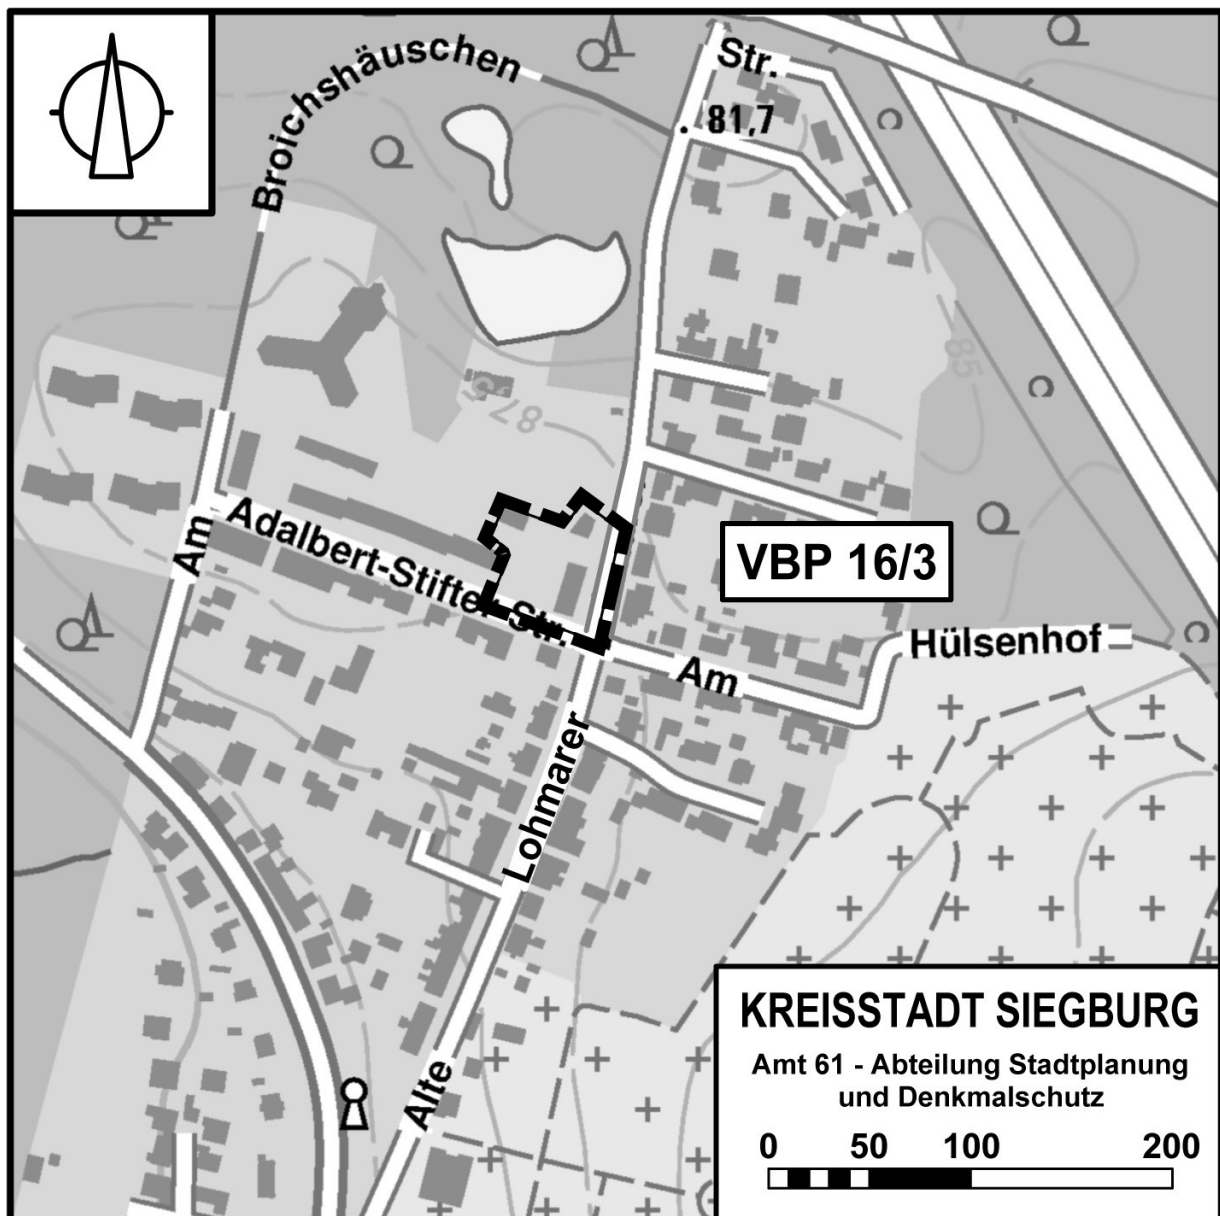 Broichshäuschen
Str.
81,7
85
87,5
Am
Adalbert-Stifter-Str.
VBP 16/3
Am
Hülsenhof
Lohmarer
Alte
KREISSTADT SIEGBURG
Amt 61 - Abteilung Stadtplanung
und Denkmalschutz
0 50 100 200